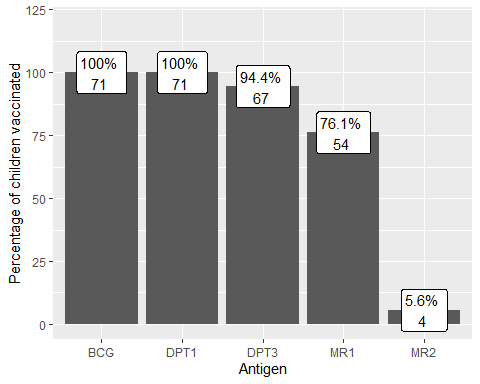 125
100
75
50
25
0
Percentage of children vaccinated
100%
71
100%
71
94.4%
67
76.1%
54
5.6%
4
BCG
DPT1
DPT3
MR1
MR2
Antigen